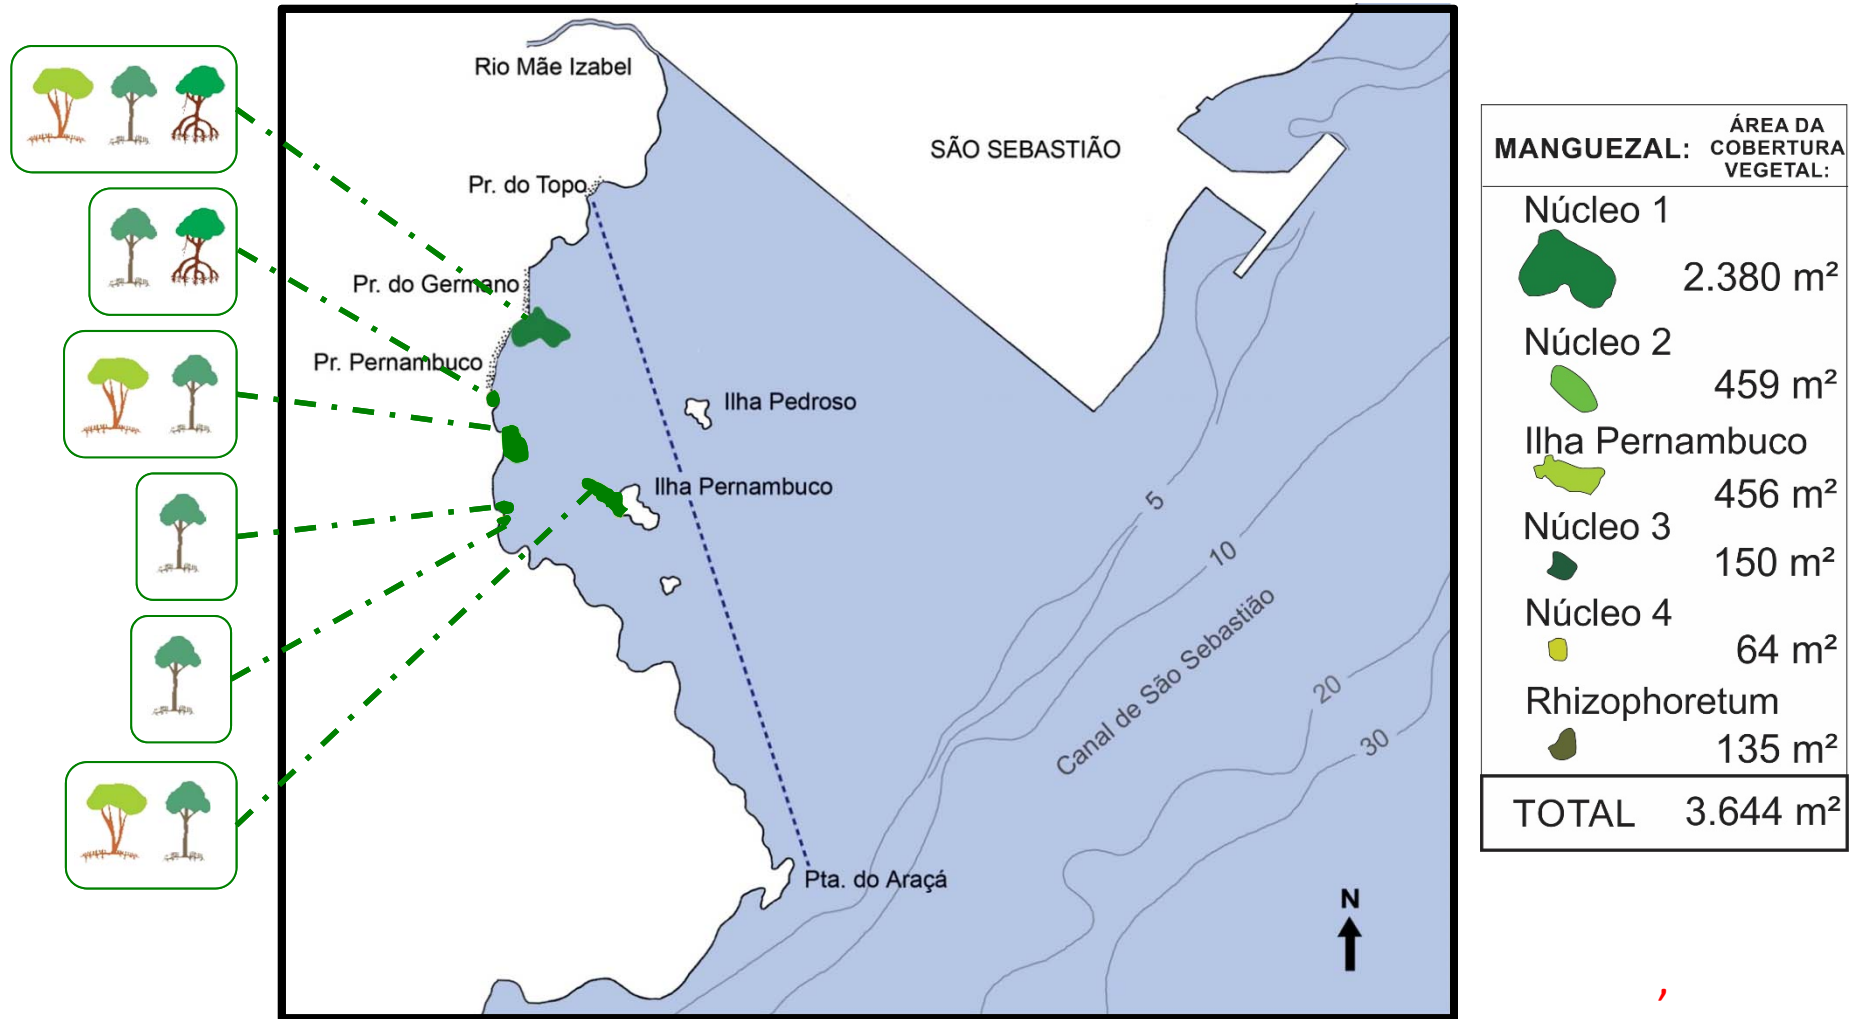 Rio Mãe Izabel
SÃO SEBASTIÃO
Pr. do Topo
Pr. do Germano
Pr. Pernambuco
Ilha Pedroso
Ilha Pernambuco
5
10
20
30
Canal de São Sebastião
Pta. do Araçá
N
MANGUEZAL:
ÁREA DA
COBERTURA
VEGETAL:
Núcleo 1
2.380 m²
Núcleo 2
459 m²
Ilha Pernambuco
456 m²
Núcleo 3
150 m²
Núcleo 4
64 m²
Rhizophoretum
135 m²
TOTAL 3.644 m²
,